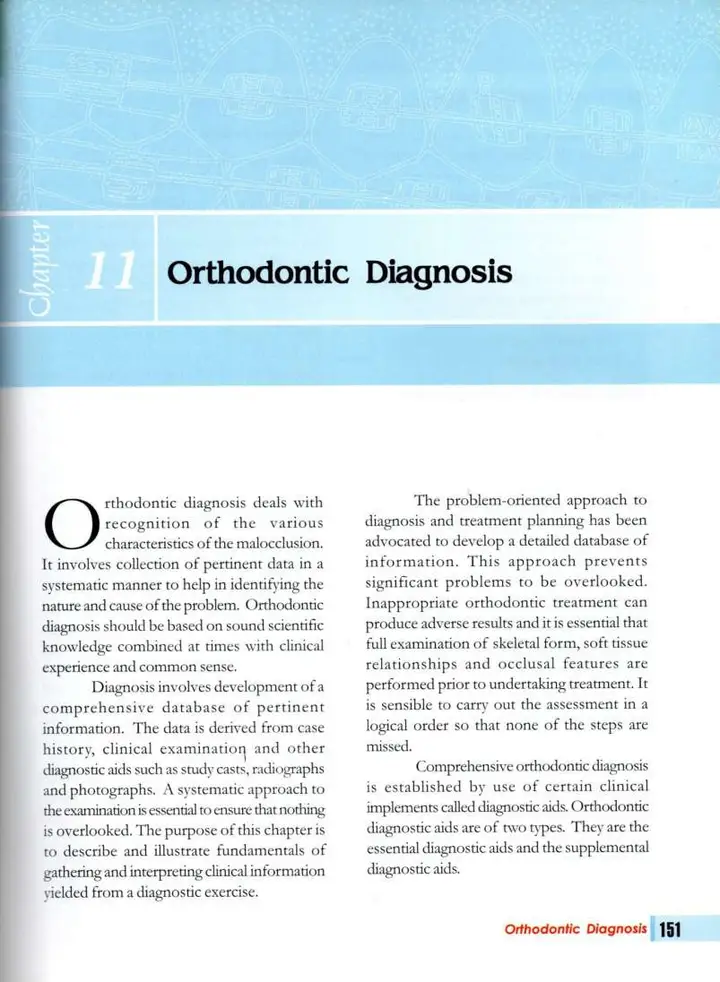 Chapter
11
Orthodontic Diagnosis
Orthodontic diagnosis deals with
recognition of the various
characteristics of the malocclusion.
It involves collection of pertinent data in a
systematic manner to help in identifying the
nature and cause of the problem. Orthodontic
diagnosis should be based on sound scientific
knowledge combined at times with clinical
experience and common sense.
Diagnosis involves development of a
comprehensive database of pertinent
information. The data is derived from case
history, clinical examination and other
diagnostic aids such as study casts, radiographs
and photographs. A systematic approach to
the examination is essential to ensure that nothing
is overlooked. The purpose of this chapter is
to describe and illustrate fundamentals of
gathering and interpreting clinical information
yielded from a diagnostic exercise.
The problem-oriented approach to
diagnosis and treatment planning has been
advocated to develop a detailed database of
information. This approach prevents
significant problems to be overlooked.
Inappropriate orthodontic treatment can
produce adverse results and it is essential that
full examination of skeletal form, soft tissue
relationships and occlusal features are
performed prior to undertaking treatment. It
is sensible to carry out the assessment in a
logical order so that none of the steps are
missed.
Comprehensive orthodontic diagnosis
is established by use of certain clinical
implements called diagnostic aids. Orthodontic
diagnostic aids are of two types. They are the
essential diagnostic aids and the supplemental
diagnostic aids.
Orthodontic Diagnosis 151